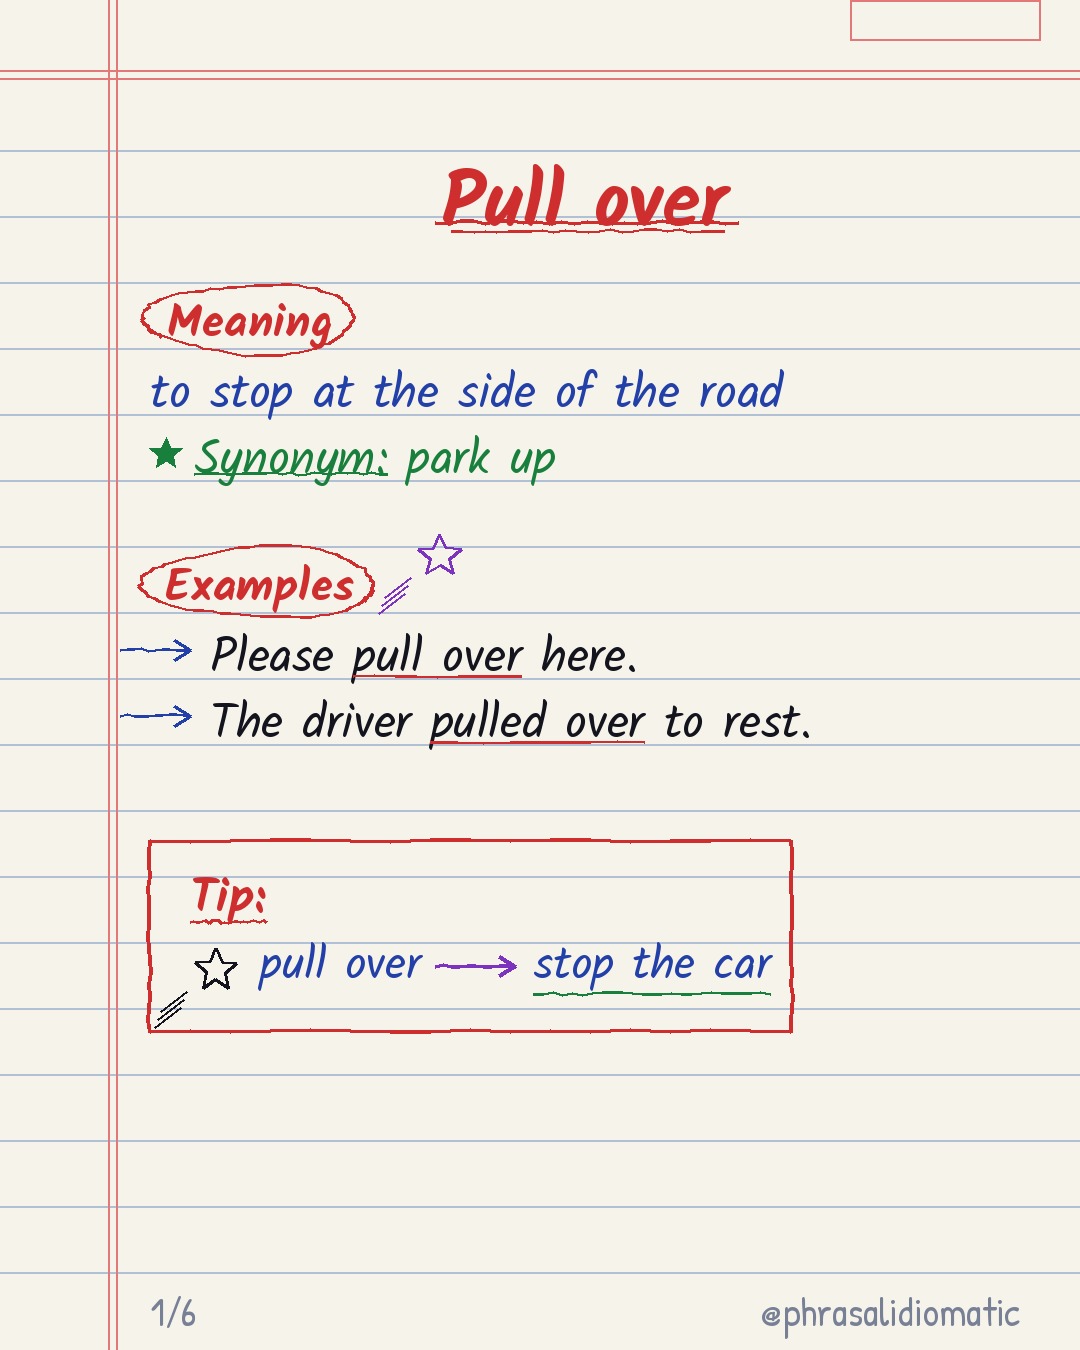 Pull over
Meaning
to stop at the side of the road
Synonym: park up
Examples
Please pull over here.
The driver pulled over to rest.
Tip:
pull over → stop the car
1/6
@phrasalidiomatic